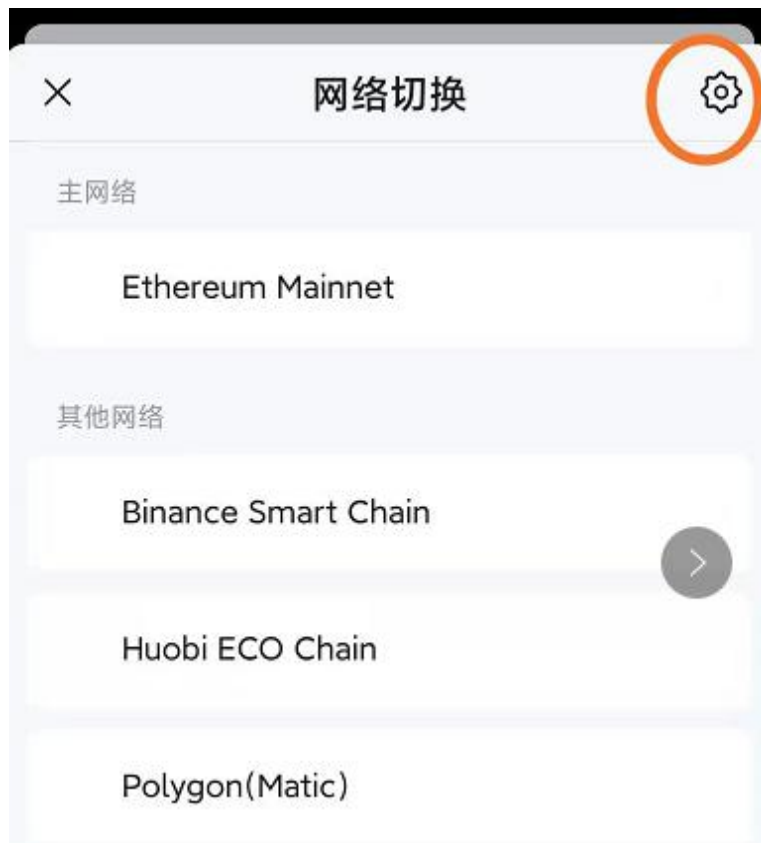 网络切换
主网络
Ethereum Mainnet
其他网络
Binance Smart Chain
Huobi ECO Chain
Polygon(Matic)